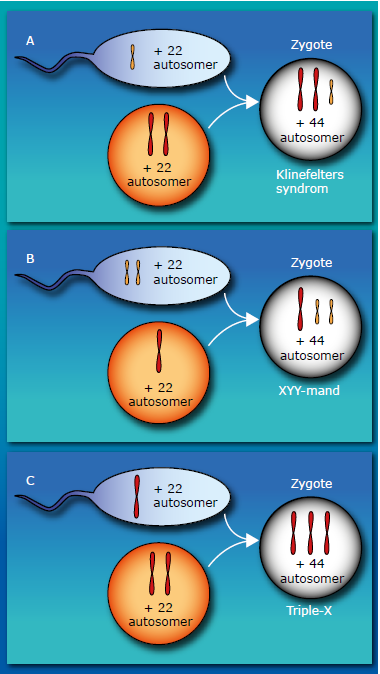 A
+ 22
autosomer
Zygote
+ 22
autosomer
+ 44
autosomer
Klinefelters
syndrom
B
+ 22
autosomer
Zygote
+ 22
autosomer
+ 44
autosomer
XYY-mand
C
+ 22
autosomer
Zygote
+ 22
autosomer
+ 44
autosomer
Triple-X